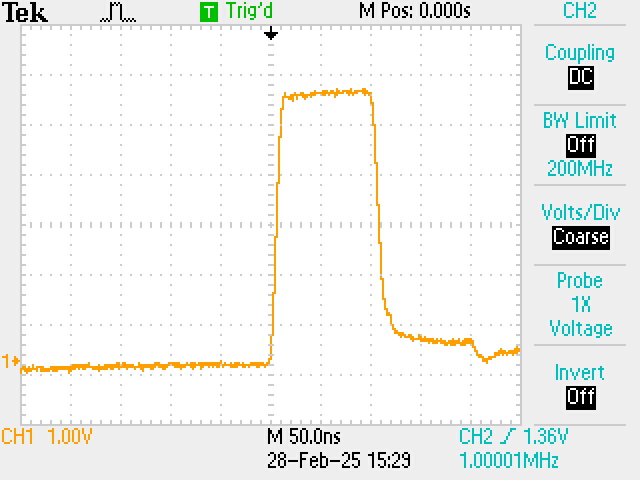 Tek
T Trig'd
M Pos: 0.000s
CH2
Coupling
DC
BW Limit
Off
200MHz
Volts/Div
Coarse
Probe
1X
Voltage
Invert
Off
1
CH1 1.00V
M 50.0ns
CH2 1.36V
28-Feb-25 15:29
1.00001MHz